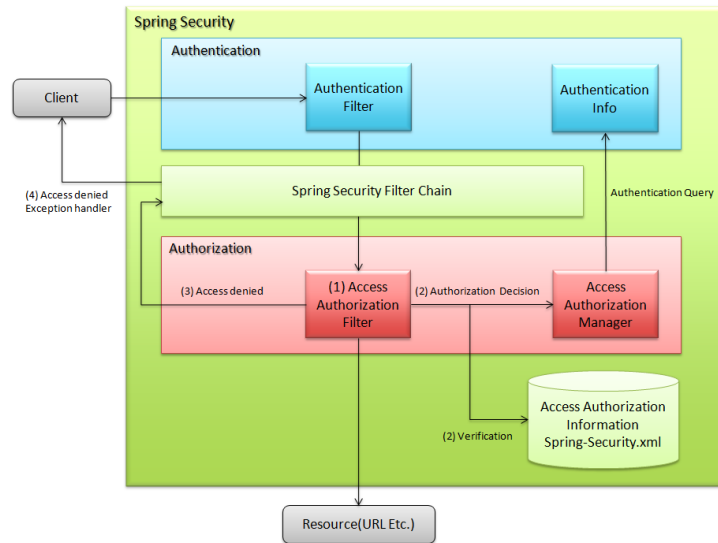 Spring Security
Authentication
Client
Authentication
Filter
Authentication
Info
(4) Access denied
Exception handler
Spring Security Filter Chain
Authentication Query
Authorization
(3) Access denied
(1) Access
Authorization
Filter
(2) Authorization Decision
Access
Authorization
Manager
(2) Verification
Access Authorization
Information
Spring-Security.xml
Resource(URL Etc.)